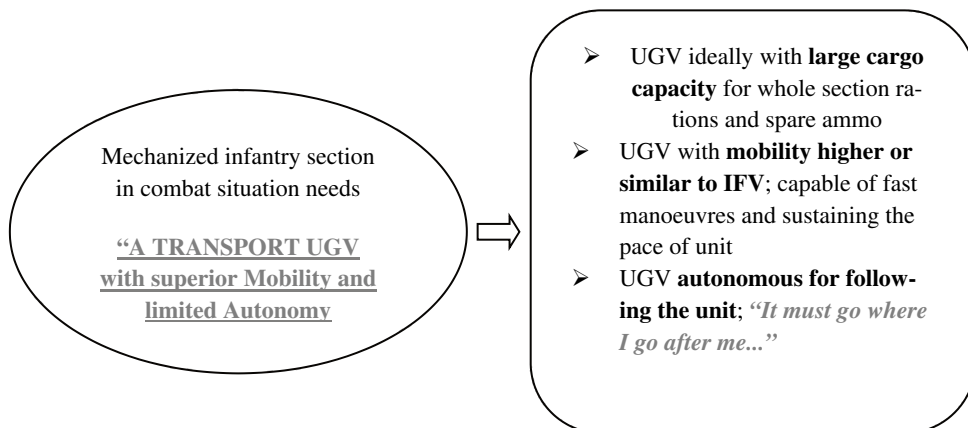 Mechanized infantry section
in combat situation needs
“A TRANSPORT UGV
with superior Mobility and
limited Autonomy
➢ UGV ideally with large cargo
capacity for whole section ra-
tions and spare ammo
➢ UGV with mobility higher or
similar to IFV; capable of fast
manoeuvres and sustaining the
pace of unit
➢ UGV autonomous for follow-
ing the unit; “It must go where
I go after me...”